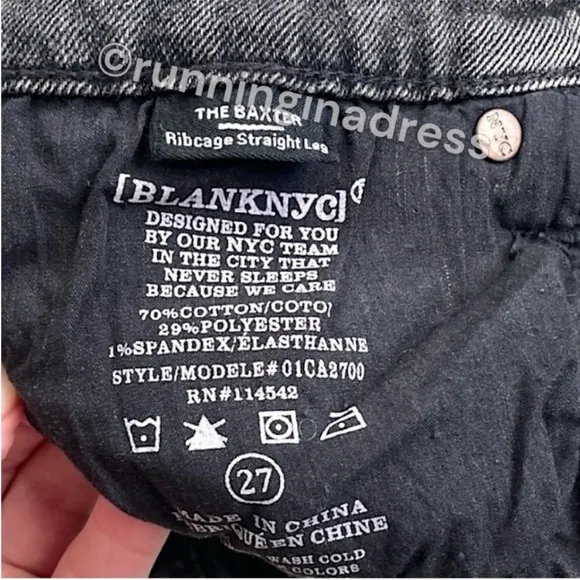 ©runninginadress
THE BAXTER
Ribcage Straight Leg
NYC
[BLANKNYC]
DESIGNED FOR YOU
BY OUR NYC TEAM
IN THE CITY THAT
NEVER SLEEPS
BECAUSE WE CARE
70%COTTON/COTO
29%POLYESTER
1%SPANDEX/ÉLASTHANNE
STYLE/MODELE#01CA2700
RN#114542
27
MADE IN CHINA
EN CHINE
WASH COLD
COLORS